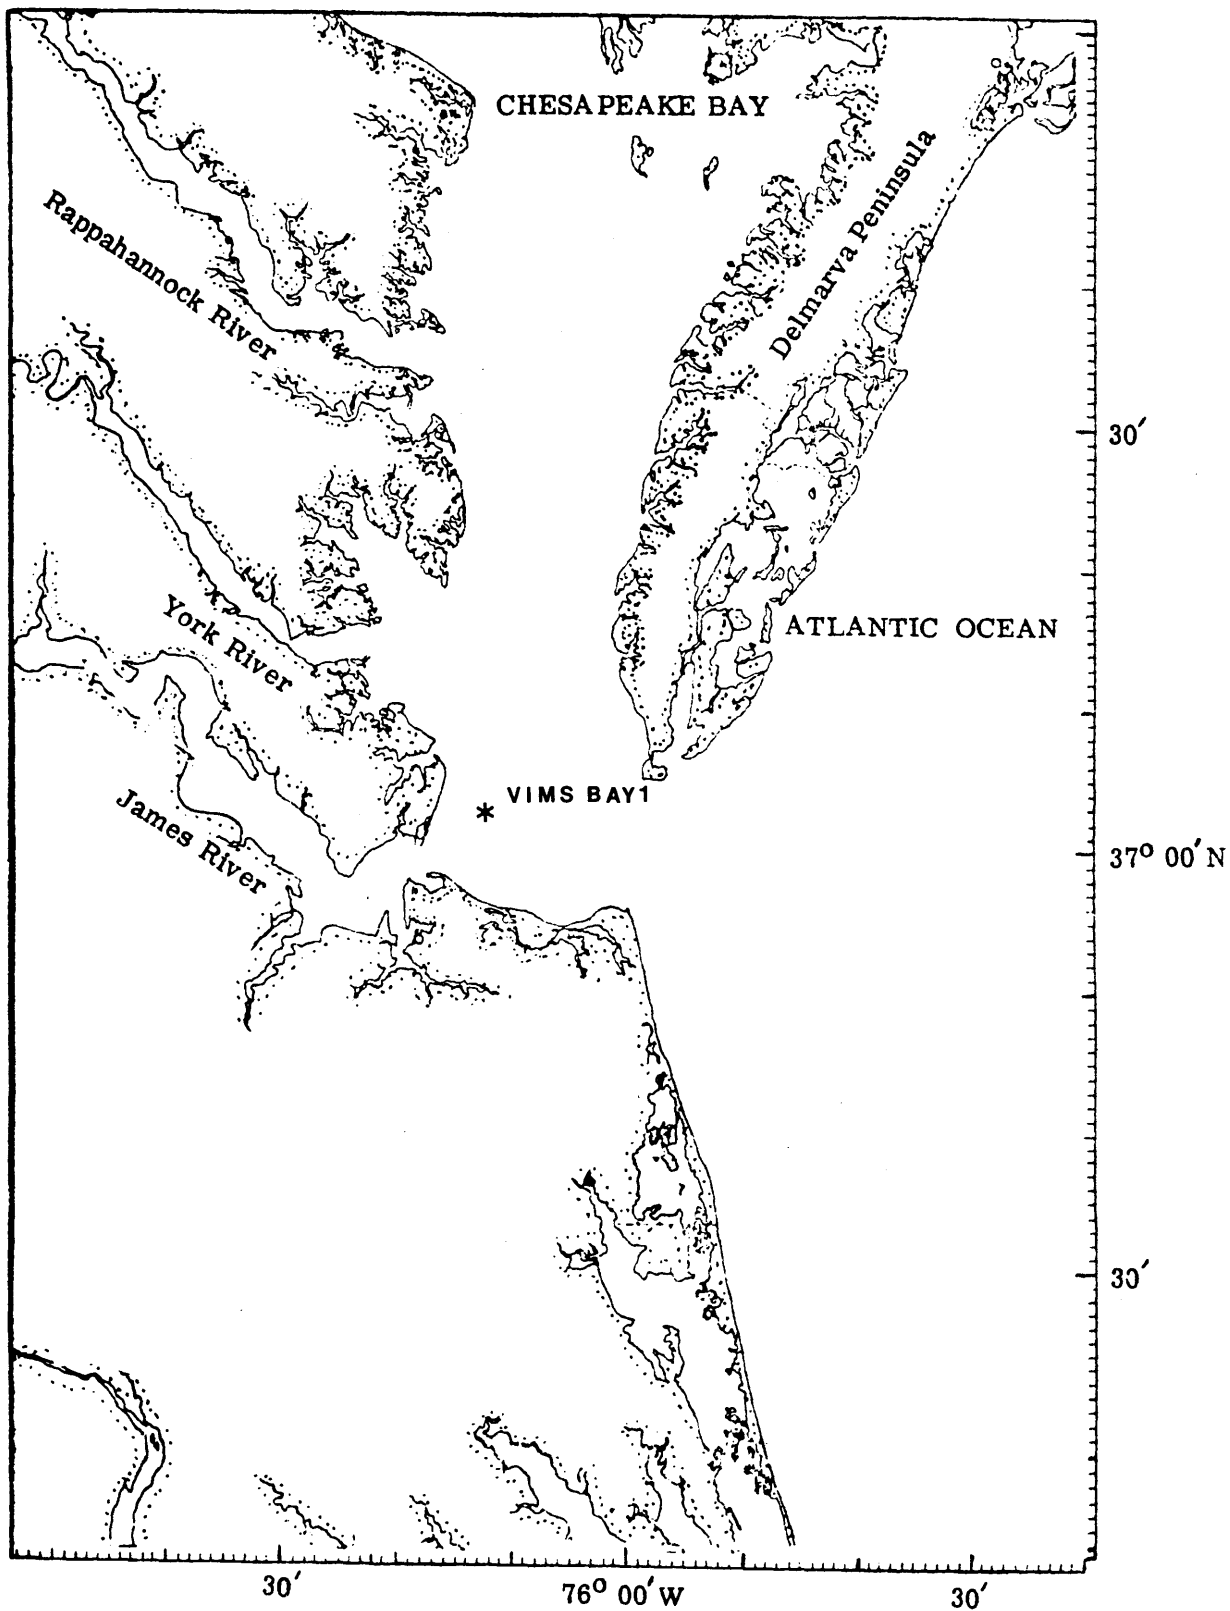 CHESAPEAKE BAY
Delmarva Peninsula
Rappahannock River
30′
York River
ATLANTIC OCEAN
VIMS BAY1
*
James River
37° 00′ N
30′
30′
76° 00′ W
30′